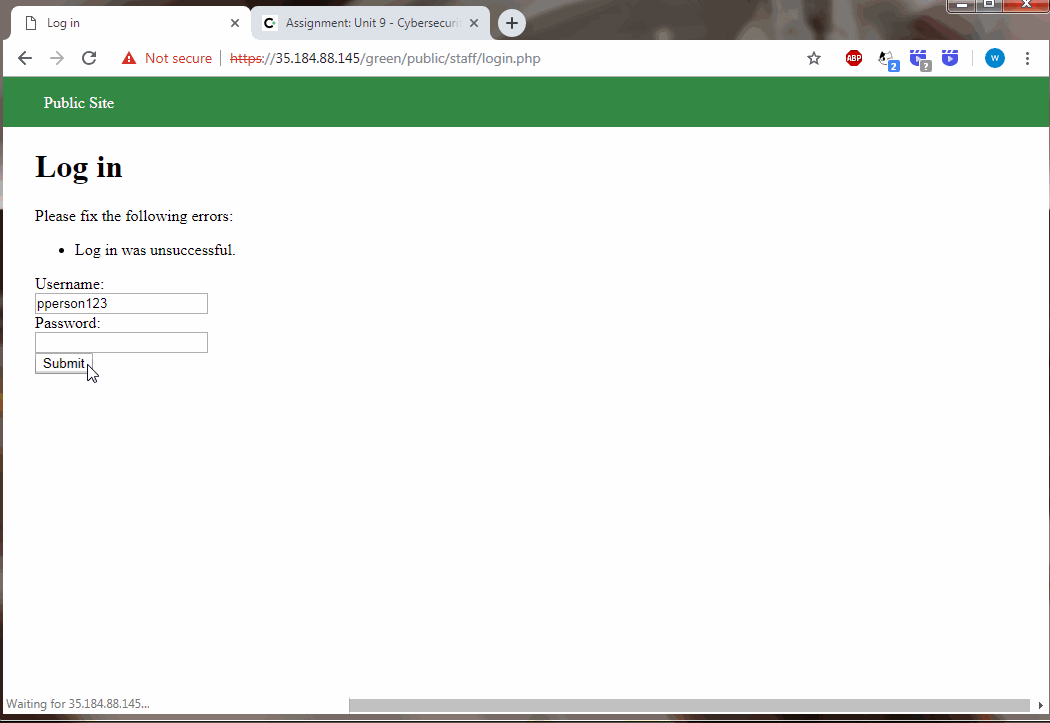 Log in
Assignment: Unit 9 - Cybersecuri
Not secure
https://35.184.88.145/green/public/staff/login.php
ABP
2
?
W
Public Site
Log in
Please fix the following errors:
Log in was unsuccessful.
Username:
pperson123
Password:
Submit
Waiting for 35.184.88.145...